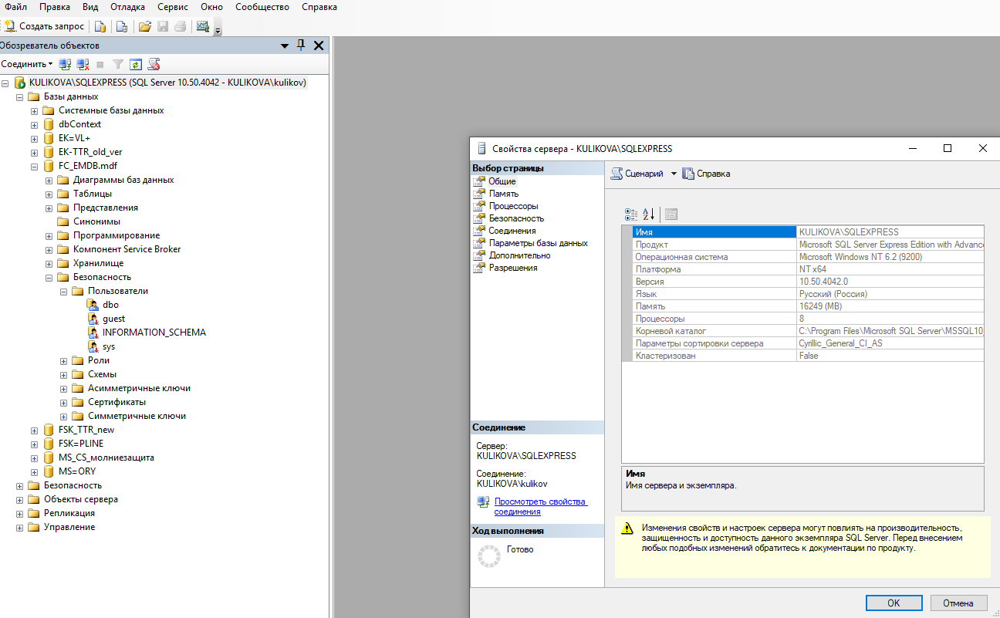 Файл Правка Вид Отладка Сервис Окно Сообщество Справка
Создать запрос
Обозреватель объектов
Соединить
KULIKOVA\SQLEXPRESS (SQL Server 10.50.4042 - KULIKOVA\kulikov)
Базы данных
Системные базы данных
dbContext
EK=VL+
EK-TTR_old_ver
FC_EMDB.mdf
Диаграммы баз данных
Таблицы
Представления
Синонимы
Программирование
Компонент Service Broker
Хранилище
Безопасность
Пользователи
dbo
guest
INFORMATION_SCHEMA
sys
Роли
Схемы
Асимметричные ключи
Сертификаты
Симметричные ключи
FSK_TTR_new
FSK=PLINE
MS_CS_молниезащита
MS=ORY
Безопасность
Объекты сервера
Репликация
Управление
Свойства сервера - KULIKOVA\SQLEXPRESS
Выбор страницы
Общие
Память
Процессоры
Безопасность
Соединения
Параметры базы данных
Дополнительно
Разрешения
Сценарий Справка
Имя KULIKOVA\SQLEXPRESS
Продукт Microsoft SQL Server Express Edition with Advanc
Операционная система Microsoft Windows NT 6.2 (9200)
Платформа NT x64
Версия 10.50.4042.0
Язык Русский (Россия)
Память 16249 (MB)
Процессоры 8
Корневой каталог C:\Program Files\Microsoft SQL Server\MSSQL10_
Параметры сортировки сервера Cyrillic_General_CI_AS
Кластеризован False
Соединение
Сервер:
KULIKOVA\SQLEXPRESS
Соединение:
KULIKOVA\kulikov
Просмотреть свойства
соединения
Ход выполнения
Готово
Имя
Имя сервера и экземпляра.
Изменения свойств и настроек сервера могут повлиять на производительность,
защищенность и доступность данного экземпляра SQL Server. Перед внесением
любых подобных изменений обратитесь к документации по продукту.
OK Отмена